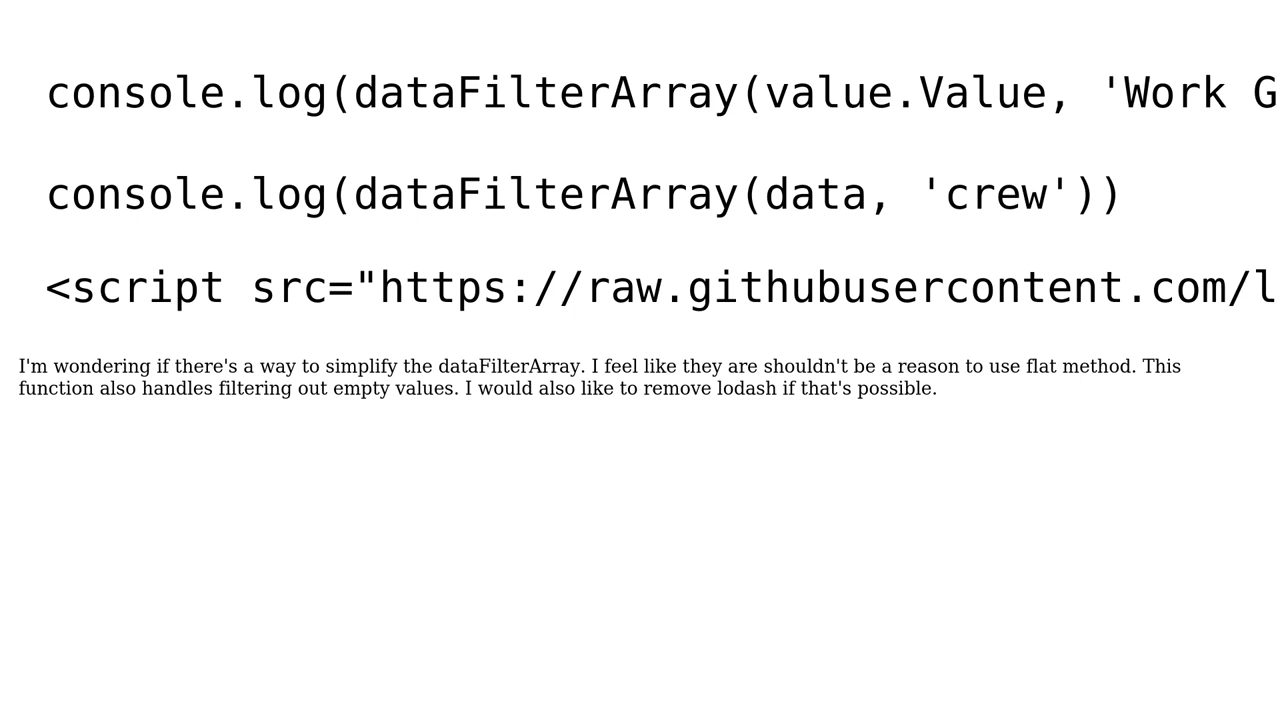 console.log(dataFilterArray(value.Value, 'Work G
console.log(dataFilterArray(data, 'crew'))
<script src="https://raw.githubusercontent.com/l
I'm wondering if there's a way to simplify the dataFilterArray. I feel like they are shouldn't be a reason to use flat method. This
function also handles filtering out empty values. I would also like to remove lodash if that's possible.